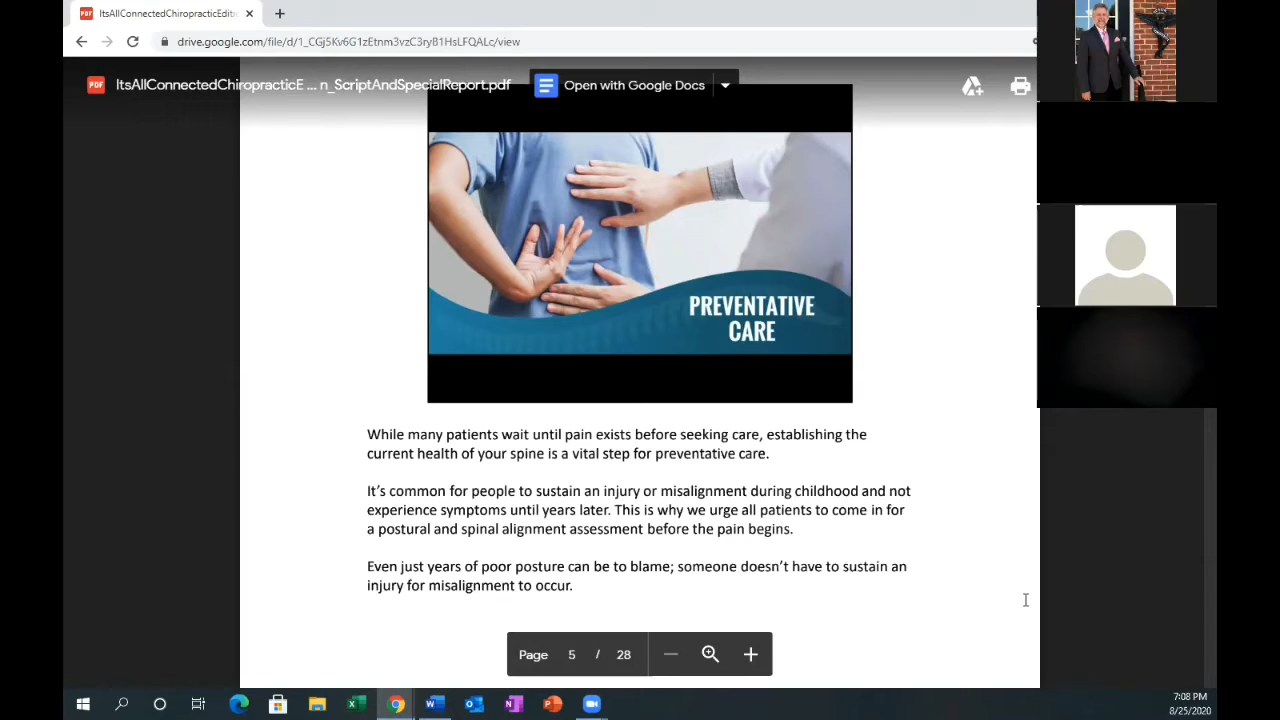 ItsAllConnectedChiropracticEditi
drive.google.com/file/d/1_CGj5Kv6G1zEtnm3vzC3ryB1HsLFQALc/view
PDF
ItsAllConnectedChiropracticE ... n_ScriptAndSpecialReport.pdf
Open with Google Docs
PREVENTATIVE
CARE
While many patients wait until pain exists before seeking care, establishing the
current health of your spine is a vital step for preventative care.
It's common for people to sustain an injury or misalignment during childhood and not
experience symptoms until years later. This is why we urge all patients to come in for
a postural and spinal alignment assessment before the pain begins.
Even just years of poor posture can be to blame; someone doesn't have to sustain an
injury for misalignment to occur.
Page 5 / 28
7:08 PM
8/25/2020